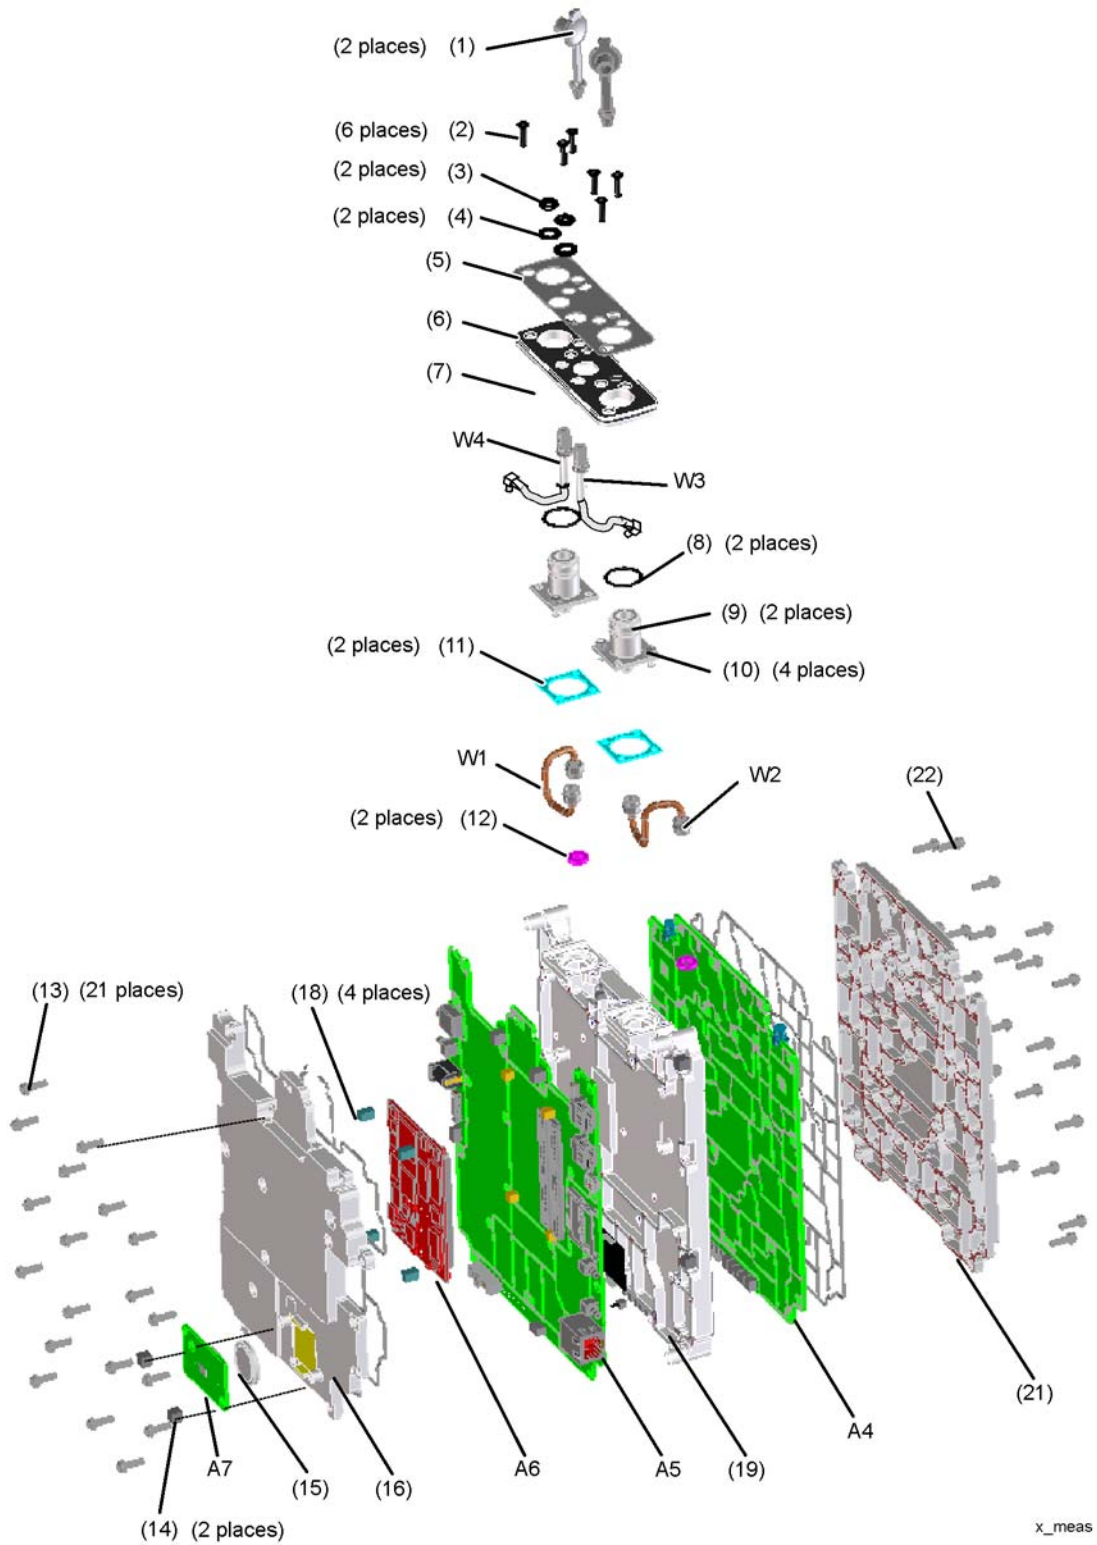 (2 places) (1)
(6 places) (2)
(2 places) (3)
(2 places) (4)
(5)
(6)
(7)
W4
W3
(8) (2 places)
(9) (2 places)
(2 places) (11)
(10) (4 places)
W1
W2
(22)
(2 places) (12)
(13) (21 places)
(18) (4 places)
(21)
A4
A7
(15)
(16)
A6
A5
(19)
(14) (2 places)
x_meas